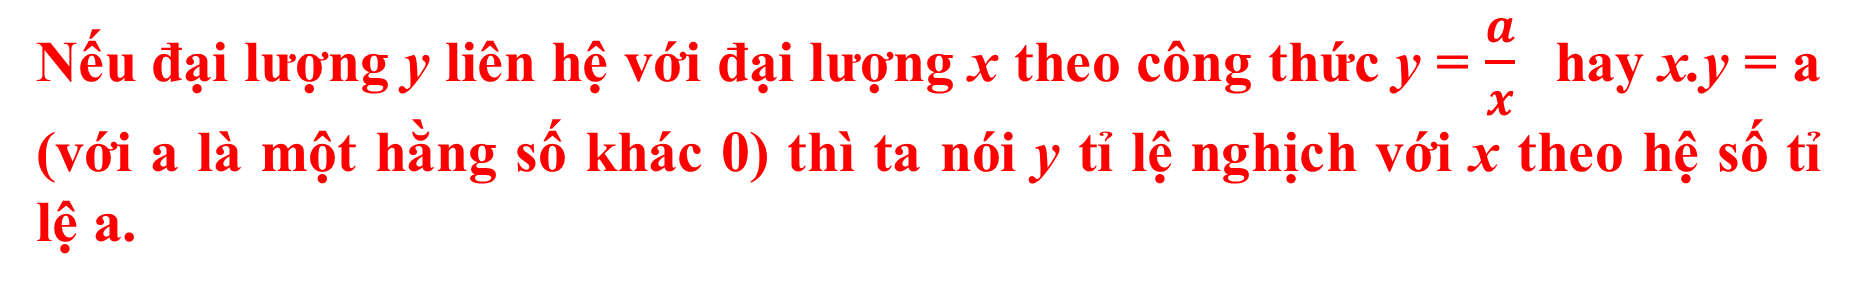 Nếu đại lượng y liên hệ với đại lượng x theo công thức y = a/x hay x.y = a
(với a là một hằng số khác 0) thì ta nói y tỉ lệ nghịch với x theo hệ số tỉ
lệ a.